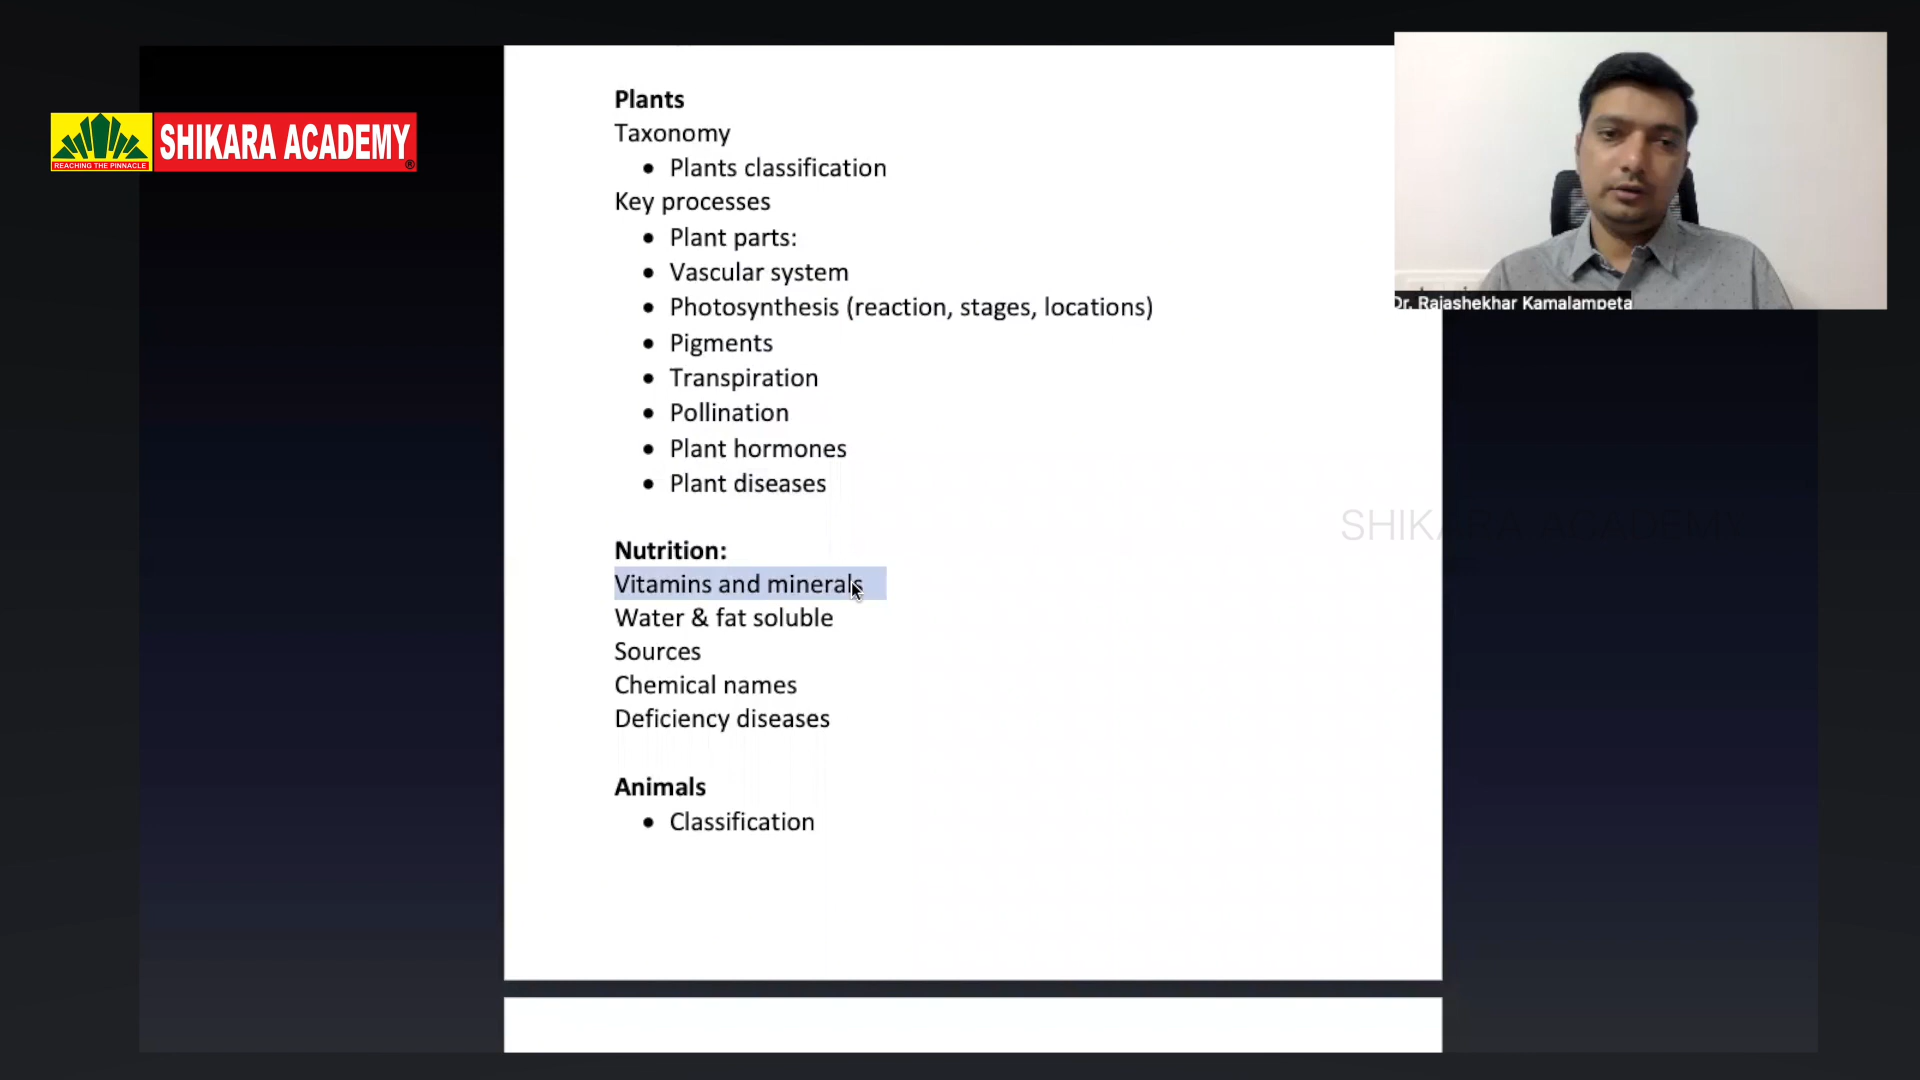 SHIKARA ACADEMY
REACHING THE PINNACLE
®
Plants
Taxonomy
• Plants classification
Key processes
• Plant parts:
• Vascular system
• Photosynthesis (reaction, stages, locations)
• Pigments
• Transpiration
• Pollination
• Plant hormones
• Plant diseases
Nutrition:
Vitamins and minerals
Water & fat soluble
Sources
Chemical names
Deficiency diseases
Animals
• Classification
Dr. Rajashekhar Kamalampeta
SHIKARA ACADEMY